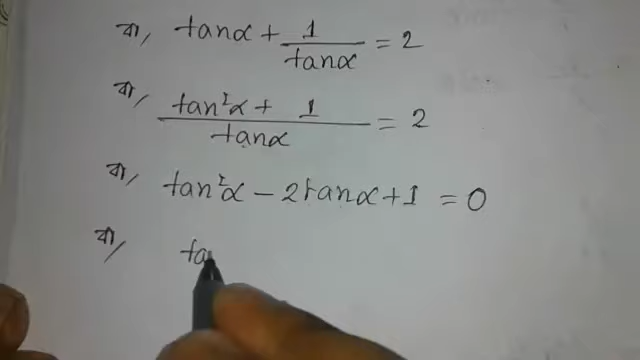 বা, tanα + 1/tanα = 2
বা, tan²α + 1/tanα = 2
বা, tan²α − 2tanα + 1 = 0
বা, ta